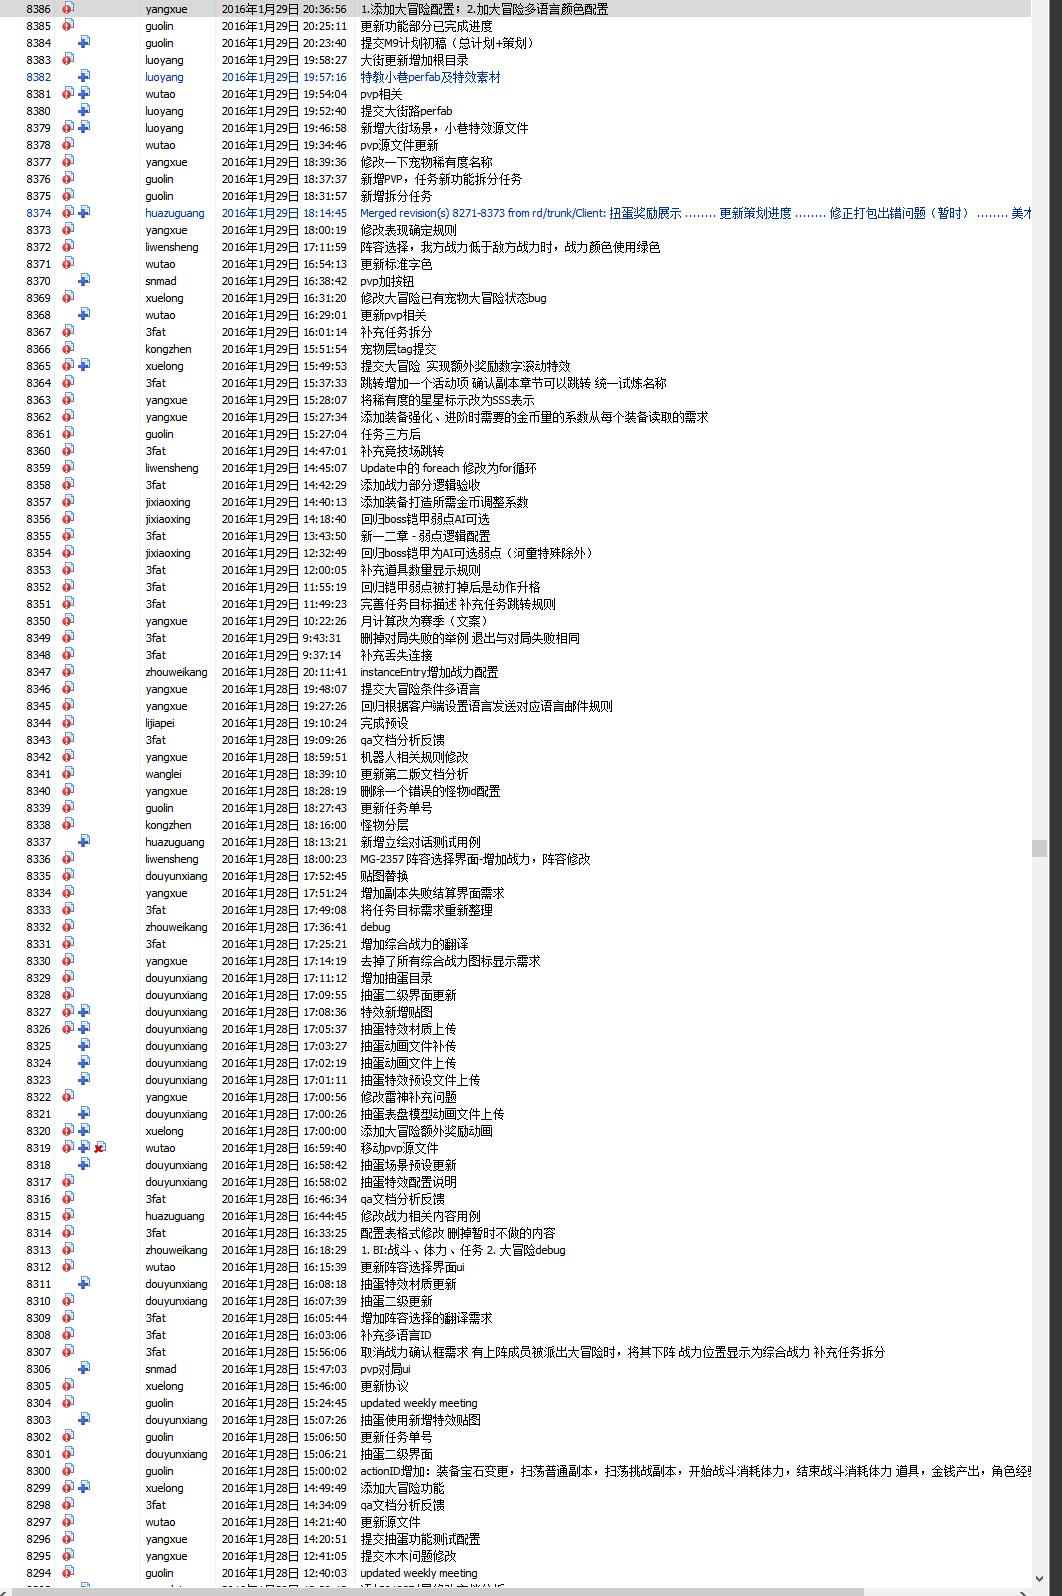 8386 yangxue 2016年1月29日 20:36:56 1.添加大冒险配置；2.加大冒险多语言颜色配置
8385 guolin 2016年1月29日 20:25:11 更新功能部分已完成进度
8384 guolin 2016年1月29日 20:23:40 提交M9计划初稿（总计划+策划）
8383 luoyang 2016年1月29日 19:58:27 大街更新增加根目录
8382 luoyang 2016年1月29日 19:57:16 特教小巷perfab及特效素材
8381 wutao 2016年1月29日 19:54:04 pvp相关
8380 luoyang 2016年1月29日 19:52:40 提交大街路perfab
8379 luoyang 2016年1月29日 19:46:58 新增大街场景，小巷特效源文件
8378 wutao 2016年1月29日 19:34:46 pvp源文件更新
8377 yangxue 2016年1月29日 18:39:36 修改一下宠物稀有度名称
8376 guolin 2016年1月29日 18:37:37 新增PVP，任务新功能拆分任务
8375 guolin 2016年1月29日 18:31:57 新增拆分任务
8374 huazuguang 2016年1月29日 18:14:45 Merged revision(s) 8271-8373 from rd/trunk/Client: 扭蛋奖励展示 ........ 更新策划进度 ........ 修正打包出错问题（暂时） ........ 美术
8373 yangxue 2016年1月29日 18:00:19 修改表现确定规则
8372 liwensheng 2016年1月29日 17:11:59 阵容选择，我方战力低于敌方战力时，战力颜色使用绿色
8371 wutao 2016年1月29日 16:54:13 更新标准字色
8370 snmad 2016年1月29日 16:38:42 pvp加按钮
8369 xuelong 2016年1月29日 16:31:20 修改大冒险已有宠物大冒险状态bug
8368 wutao 2016年1月29日 16:29:01 更新pvp相关
8367 3fat 2016年1月29日 16:01:14 补充任务拆分
8366 kongzhen 2016年1月29日 15:51:54 宠物层tag提交
8365 xuelong 2016年1月29日 15:49:53 提交大冒险 实现额外奖励数字滚动特效
8364 3fat 2016年1月29日 15:37:33 跳转增加一个活动项 确认副本章节可以跳转 统一试炼名称
8363 yangxue 2016年1月29日 15:28:07 将稀有度的星星标示改为SSS表示
8362 yangxue 2016年1月29日 15:27:34 添加装备强化、进阶时需要的金币量的系数从每个装备读取的需求
8361 guolin 2016年1月29日 15:27:04 任务三方后
8360 3fat 2016年1月29日 14:47:01 补充竞技场跳转
8359 liwensheng 2016年1月29日 14:45:07 Update中的 foreach 修改为for循环
8358 3fat 2016年1月29日 14:42:29 添加战力部分逻辑验收
8357 jixiaoxing 2016年1月29日 14:40:13 添加装备打造所需金币调整系数
8356 jixiaoxing 2016年1月29日 14:18:40 回归boss铠甲弱点AI可选
8355 3fat 2016年1月29日 13:43:50 新一二章 - 弱点逻辑配置
8354 jixiaoxing 2016年1月29日 12:32:49 回归boss铠甲为AI可选弱点（河童特殊除外）
8353 3fat 2016年1月29日 12:00:05 补充道具数量显示规则
8352 3fat 2016年1月29日 11:55:19 回归铠甲弱点被打掉后是动作升格
8351 3fat 2016年1月29日 11:49:23 完善任务目标描述 补充任务跳转规则
8350 yangxue 2016年1月29日 10:22:26 月计算改为赛季（文案）
8349 3fat 2016年1月29日 9:43:31 删掉对局失败的举例 退出与对局失败相同
8348 3fat 2016年1月29日 9:37:14 补充丢失连接
8347 zhouweikang 2016年1月28日 20:11:41 instanceEntry增加战力配置
8346 yangxue 2016年1月28日 19:48:07 提交大冒险条件多语言
8345 yangxue 2016年1月28日 19:27:26 回归根据客户端设置语言发送对应语言邮件规则
8344 lijiapei 2016年1月28日 19:10:24 完成预设
8343 3fat 2016年1月28日 19:09:26 qa文档分析反馈
8342 yangxue 2016年1月28日 18:59:51 机器人相关规则修改
8341 wanglei 2016年1月28日 18:39:10 更新第二版文档分析
8340 yangxue 2016年1月28日 18:28:19 删除一个错误的怪物id配置
8339 guolin 2016年1月28日 18:27:43 更新任务单号
8338 kongzhen 2016年1月28日 18:16:00 怪物分层
8337 huazuguang 2016年1月28日 18:13:21 新增立绘对话测试用例
8336 liwensheng 2016年1月28日 18:00:23 MG-2357 阵容选择界面-增加战力，阵容修改
8335 douyunxiang 2016年1月28日 17:52:45 贴图替换
8334 yangxue 2016年1月28日 17:51:24 增加副本失败结算界面需求
8333 3fat 2016年1月28日 17:49:08 将任务目标需求重新整理
8332 zhouweikang 2016年1月28日 17:36:41 debug
8331 3fat 2016年1月28日 17:25:21 增加综合战力的翻译
8330 yangxue 2016年1月28日 17:14:19 去掉了所有综合战力图标显示需求
8329 douyunxiang 2016年1月28日 17:11:12 增加抽蛋目录
8328 douyunxiang 2016年1月28日 17:09:55 抽蛋二级界面更新
8327 douyunxiang 2016年1月28日 17:08:36 特效新增贴图
8326 douyunxiang 2016年1月28日 17:05:37 抽蛋特效材质上传
8325 douyunxiang 2016年1月28日 17:03:27 抽蛋动画文件补传
8324 douyunxiang 2016年1月28日 17:02:19 抽蛋动画文件上传
8323 douyunxiang 2016年1月28日 17:01:11 抽蛋特效预设文件上传
8322 yangxue 2016年1月28日 17:00:56 修改雷神补充问题
8321 douyunxiang 2016年1月28日 17:00:26 抽蛋表盘模型动画文件上传
8320 xuelong 2016年1月28日 17:00:00 添加大冒险额外奖励动画
8319 wutao 2016年1月28日 16:59:40 移动pvp源文件
8318 douyunxiang 2016年1月28日 16:58:42 抽蛋场景预设更新
8317 douyunxiang 2016年1月28日 16:58:02 抽蛋特效配置说明
8316 3fat 2016年1月28日 16:46:34 qa文档分析反馈
8315 huazuguang 2016年1月28日 16:44:45 修改战力相关内容用例
8314 3fat 2016年1月28日 16:33:25 配置表格式修改 删掉暂时不做的内容
8313 zhouweikang 2016年1月28日 16:18:29 1. BI:战斗、体力、任务 2. 大冒险debug
8312 wutao 2016年1月28日 16:15:39 更新阵容选择界面ui
8311 douyunxiang 2016年1月28日 16:08:18 抽蛋特效材质更新
8310 douyunxiang 2016年1月28日 16:07:39 抽蛋二级更新
8309 3fat 2016年1月28日 16:05:44 增加阵容选择的翻译需求
8308 3fat 2016年1月28日 16:03:06 补充多语言ID
8307 3fat 2016年1月28日 15:56:06 取消战力确认框需求 有上阵成员被派出大冒险时，将其下阵 战力位置显示为综合战力 补充任务拆分
8306 snmad 2016年1月28日 15:47:03 pvp对局ui
8305 xuelong 2016年1月28日 15:46:00 更新协议
8304 guolin 2016年1月28日 15:24:45 updated weekly meeting
8303 douyunxiang 2016年1月28日 15:07:26 抽蛋使用新增特效贴图
8302 guolin 2016年1月28日 15:06:50 更新任务单号
8301 douyunxiang 2016年1月28日 15:06:21 抽蛋二级界面
8300 guolin 2016年1月28日 15:00:02 actionID增加：装备宝石变更，扫荡普通副本，扫荡挑战副本，开始战斗消耗体力，结束战斗消耗体力 道具，金钱产出，角色经验
8299 xuelong 2016年1月28日 14:49:49 添加大冒险功能
8298 3fat 2016年1月28日 14:34:09 qa文档分析反馈
8297 wutao 2016年1月28日 14:21:40 更新源文件
8296 yangxue 2016年1月28日 14:20:51 提交抽蛋功能测试配置
8295 yangxue 2016年1月28日 12:41:05 提交木木问题修改
8294 guolin 2016年1月28日 12:40:03 updated weekly meeting